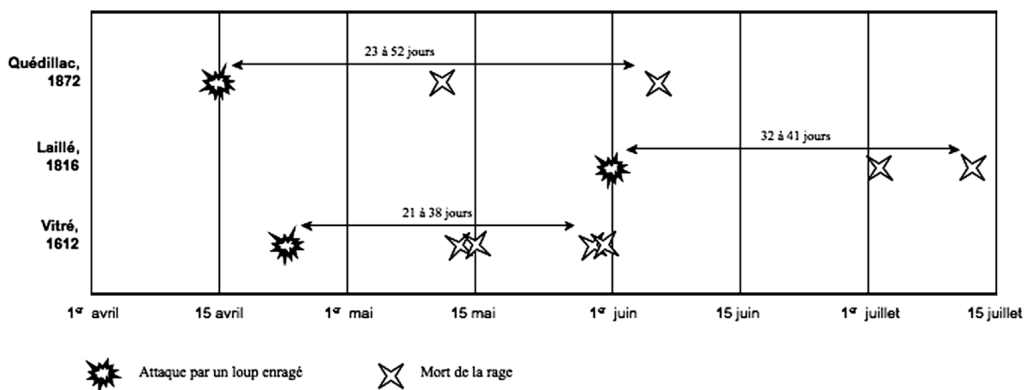 Quédillac,
1872
23 à 52 jours
Laillé,
1816
32 à 41 jours
Vitré,
1612
21 à 38 jours
1er avril 15 avril 1er mai 15 mai 1er juin 15 juin 1er juillet 15 juillet
Attaque par un loup enragé Mort de la rage